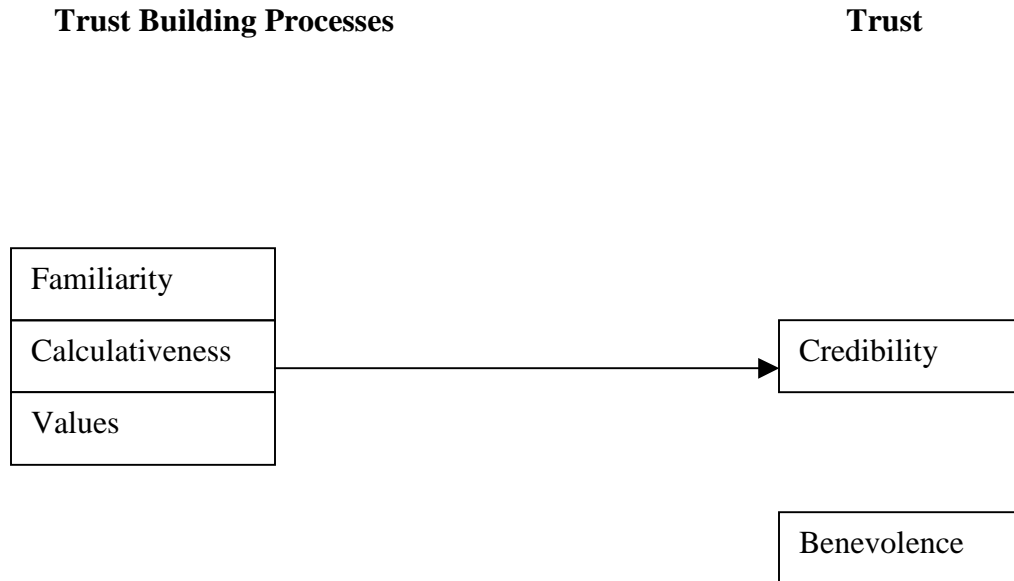 Trust Building Processes
Trust
Familiarity
Calculativeness
Credibility
Values
Benevolence